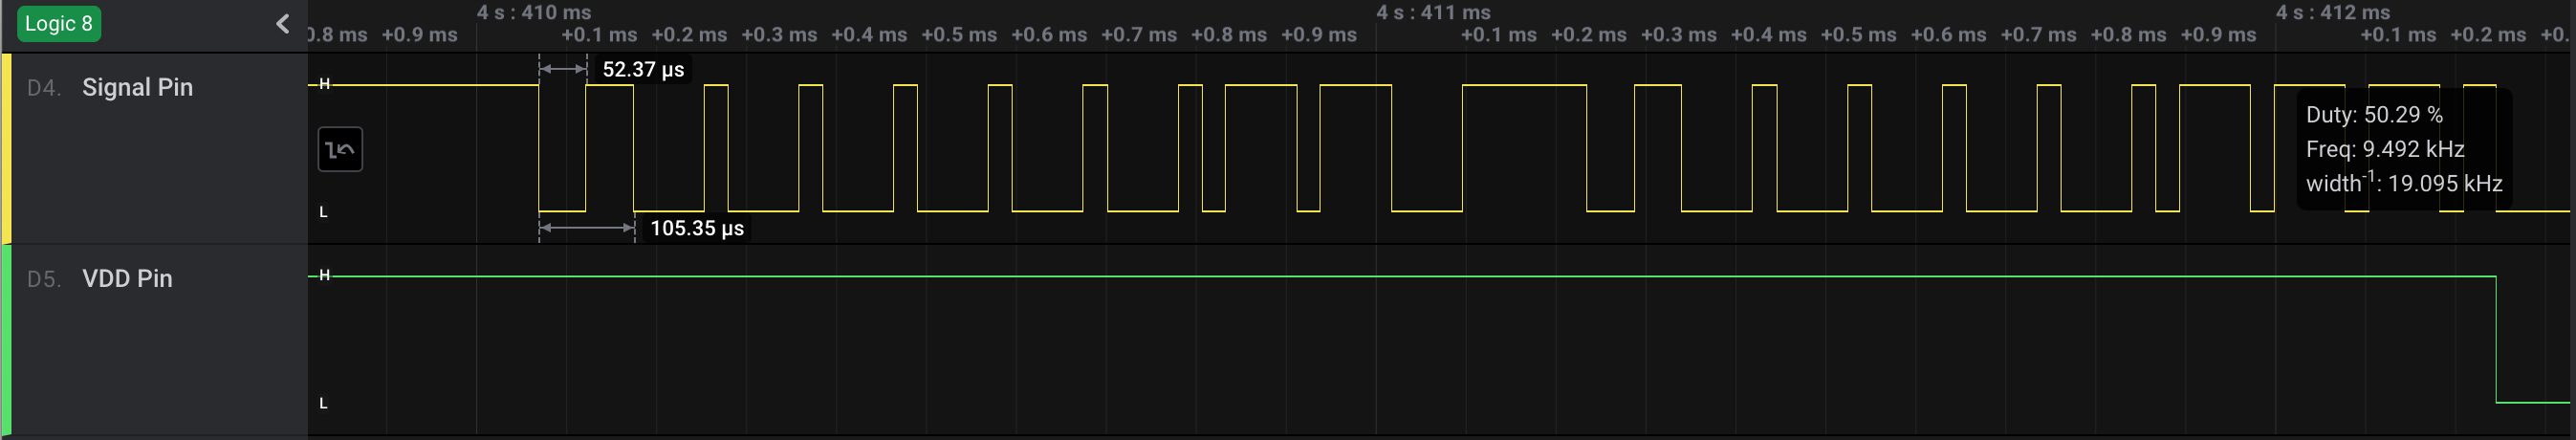 Logic 8
4 s : 410 ms
4 s : 411 ms
4 s : 412 ms
0.8 ms +0.9 ms +0.1 ms +0.2 ms +0.3 ms +0.4 ms +0.5 ms +0.6 ms +0.7 ms +0.8 ms +0.9 ms +0.1 ms +0.2 ms +0.3 ms +0.4 ms +0.5 ms +0.6 ms +0.7 ms +0.8 ms +0.9 ms +0.1 ms +0.2 ms +0.
D4. Signal Pin
H
52.37 µs
L
105.35 µs
Duty: 50.29 %
Freq: 9.492 kHz
width⁻¹: 19.095 kHz
D5. VDD Pin
H
L